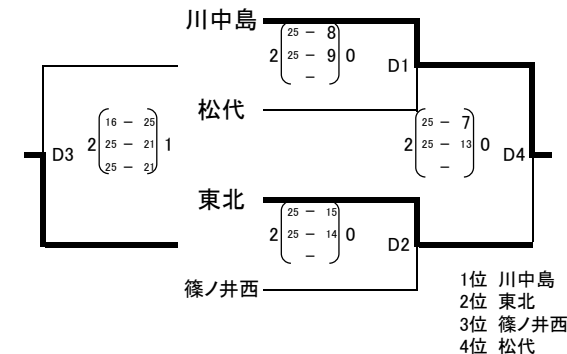 川中島
2 25 － 8 0
25 － 9
－
D1
松代
D3
2 16 － 25 1
25 － 21
25 － 21
2 25 － 7 0
25 － 13
－
D4
東北
2 25 － 15 0
25 － 14
－
D2
篠ノ井西
1位 川中島
2位 東北
3位 篠ノ井西
4位 松代